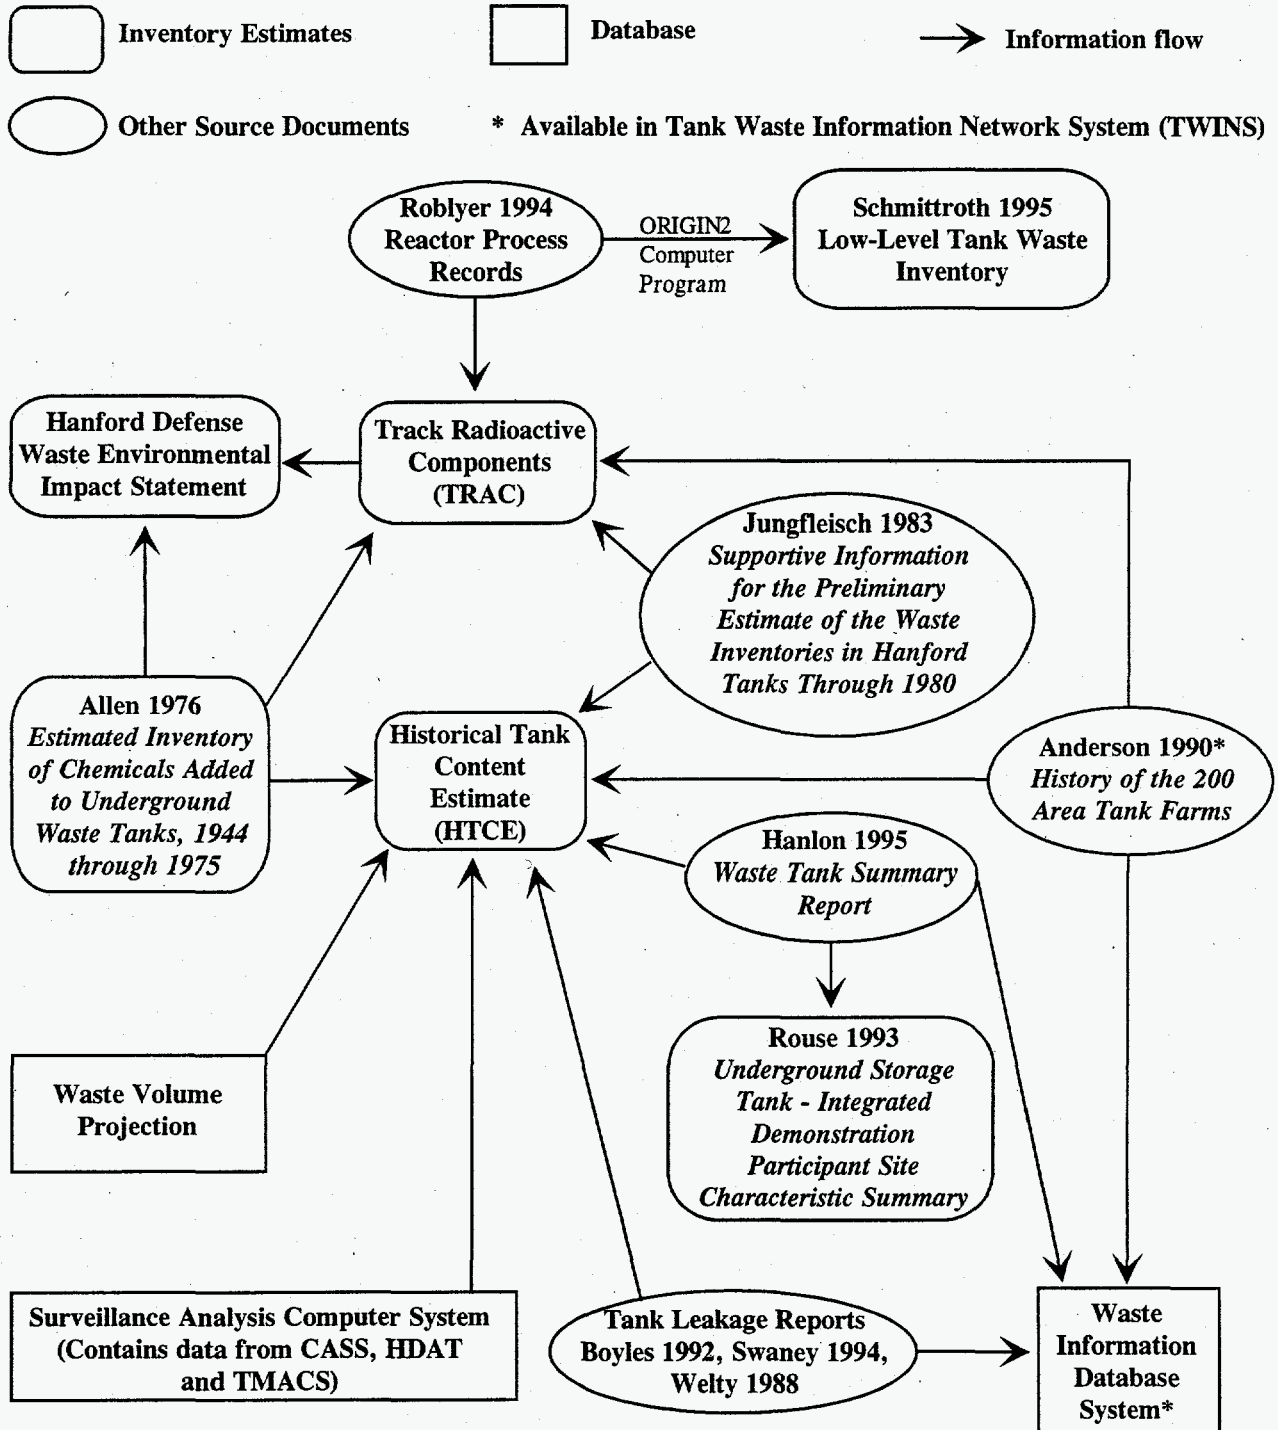 Inventory Estimates
Database
Information flow
Other Source Documents
* Available in Tank Waste Information Network System (TWINS)
Roblyer 1994
Reactor Process
Records
ORIGIN2
Computer
Program
Schmittroth 1995
Low-Level Tank Waste
Inventory
Hanford Defense
Waste Environmental
Impact Statement
Track Radioactive
Components
(TRAC)
Jungfleisch 1983
Supportive Information
for the Preliminary
Estimate of the Waste
Inventories in Hanford
Tanks Through 1980
Allen 1976
Estimated Inventory
of Chemicals Added
to Underground
Waste Tanks, 1944
through 1975
Historical Tank
Content
Estimate
(HTCE)
Anderson 1990*
History of the 200
Area Tank Farms
Hanlon 1995
Waste Tank Summary
Report
Rouse 1993
Underground Storage
Tank - Integrated
Demonstration
Participant Site
Characteristic Summary
Waste Volume
Projection
Surveillance Analysis Computer System
(Contains data from CASS, HDAT
and TMACS)
Tank Leakage Reports
Boyles 1992, Swaney 1994,
Welty 1988
Waste
Information
Database
System*